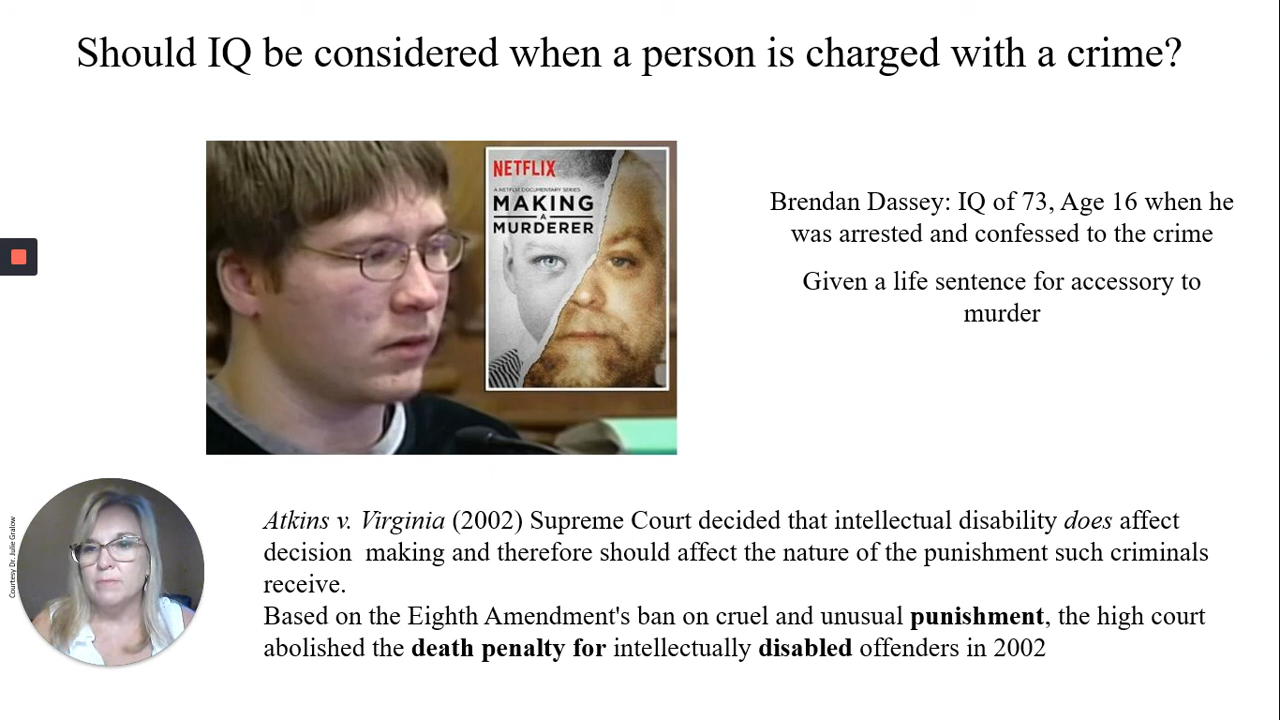 Should IQ be considered when a person is charged with a crime?
NETFLIX
A NETFLIX DOCUMENTARY SERIES
MAKING
A
MURDERER
Brendan Dassey: IQ of 73, Age 16 when he
was arrested and confessed to the crime
Given a life sentence for accessory to
murder
Courtesy Dr. Julie Gralow
Atkins v. Virginia (2002) Supreme Court decided that intellectual disability does affect
decision making and therefore should affect the nature of the punishment such criminals
receive.
Based on the Eighth Amendment's ban on cruel and unusual punishment, the high court
abolished the death penalty for intellectually disabled offenders in 2002